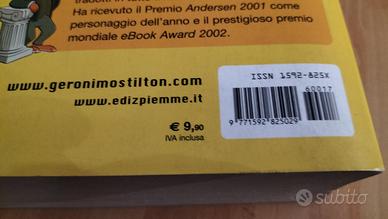 tradotti in tutto
Ha ricevuto il Premio Andersen 2001 come
personaggio dell'anno e il prestigioso premio
mondiale eBook Award 2002.
www.geronimostilton.com
www.edizpiemme.it
€ 9,90
IVA inclusa
ISSN 1592-825X
60017
9 771592 825029
subito